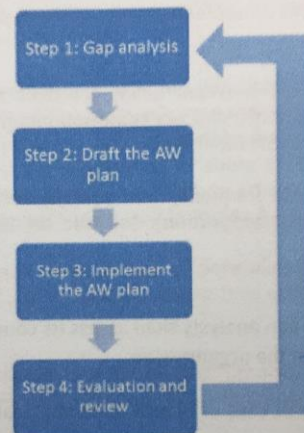 Step 1: Gap analysis
Step 2: Draft the AW
plan
Step 3: Implement
the AW plan
Step 4: Evaluation and
review